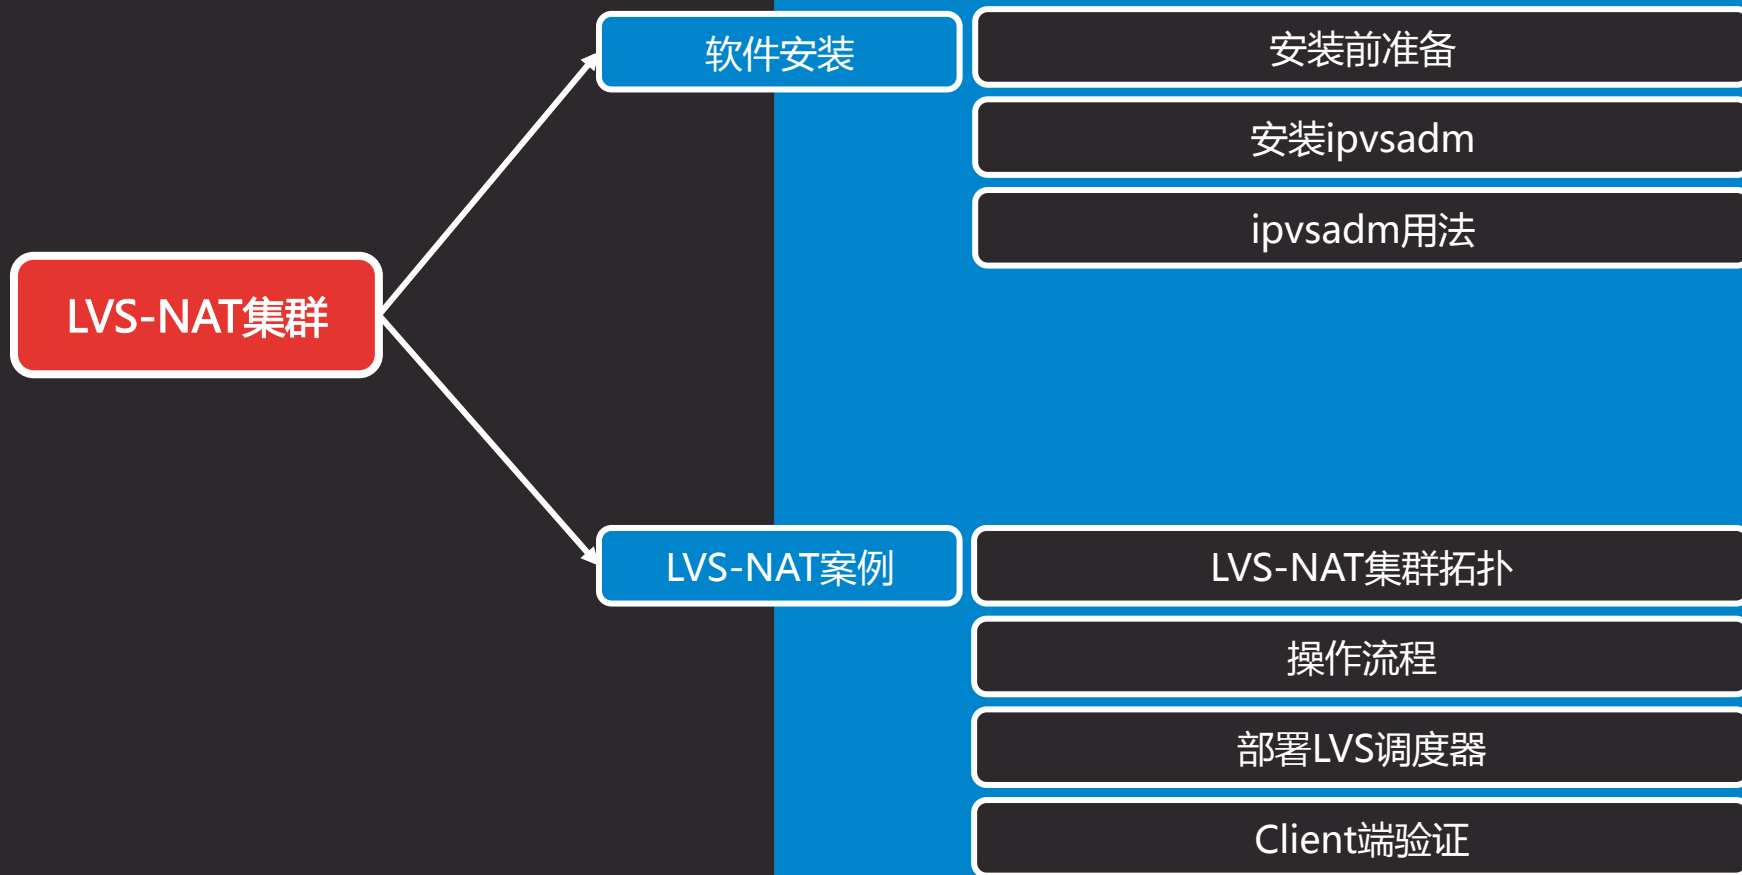 LVS-NAT集群
软件安装
安装前准备
安装ipvsadm
ipvsadm用法
LVS-NAT案例
LVS-NAT集群拓扑
操作流程
部署LVS调度器
Client端验证